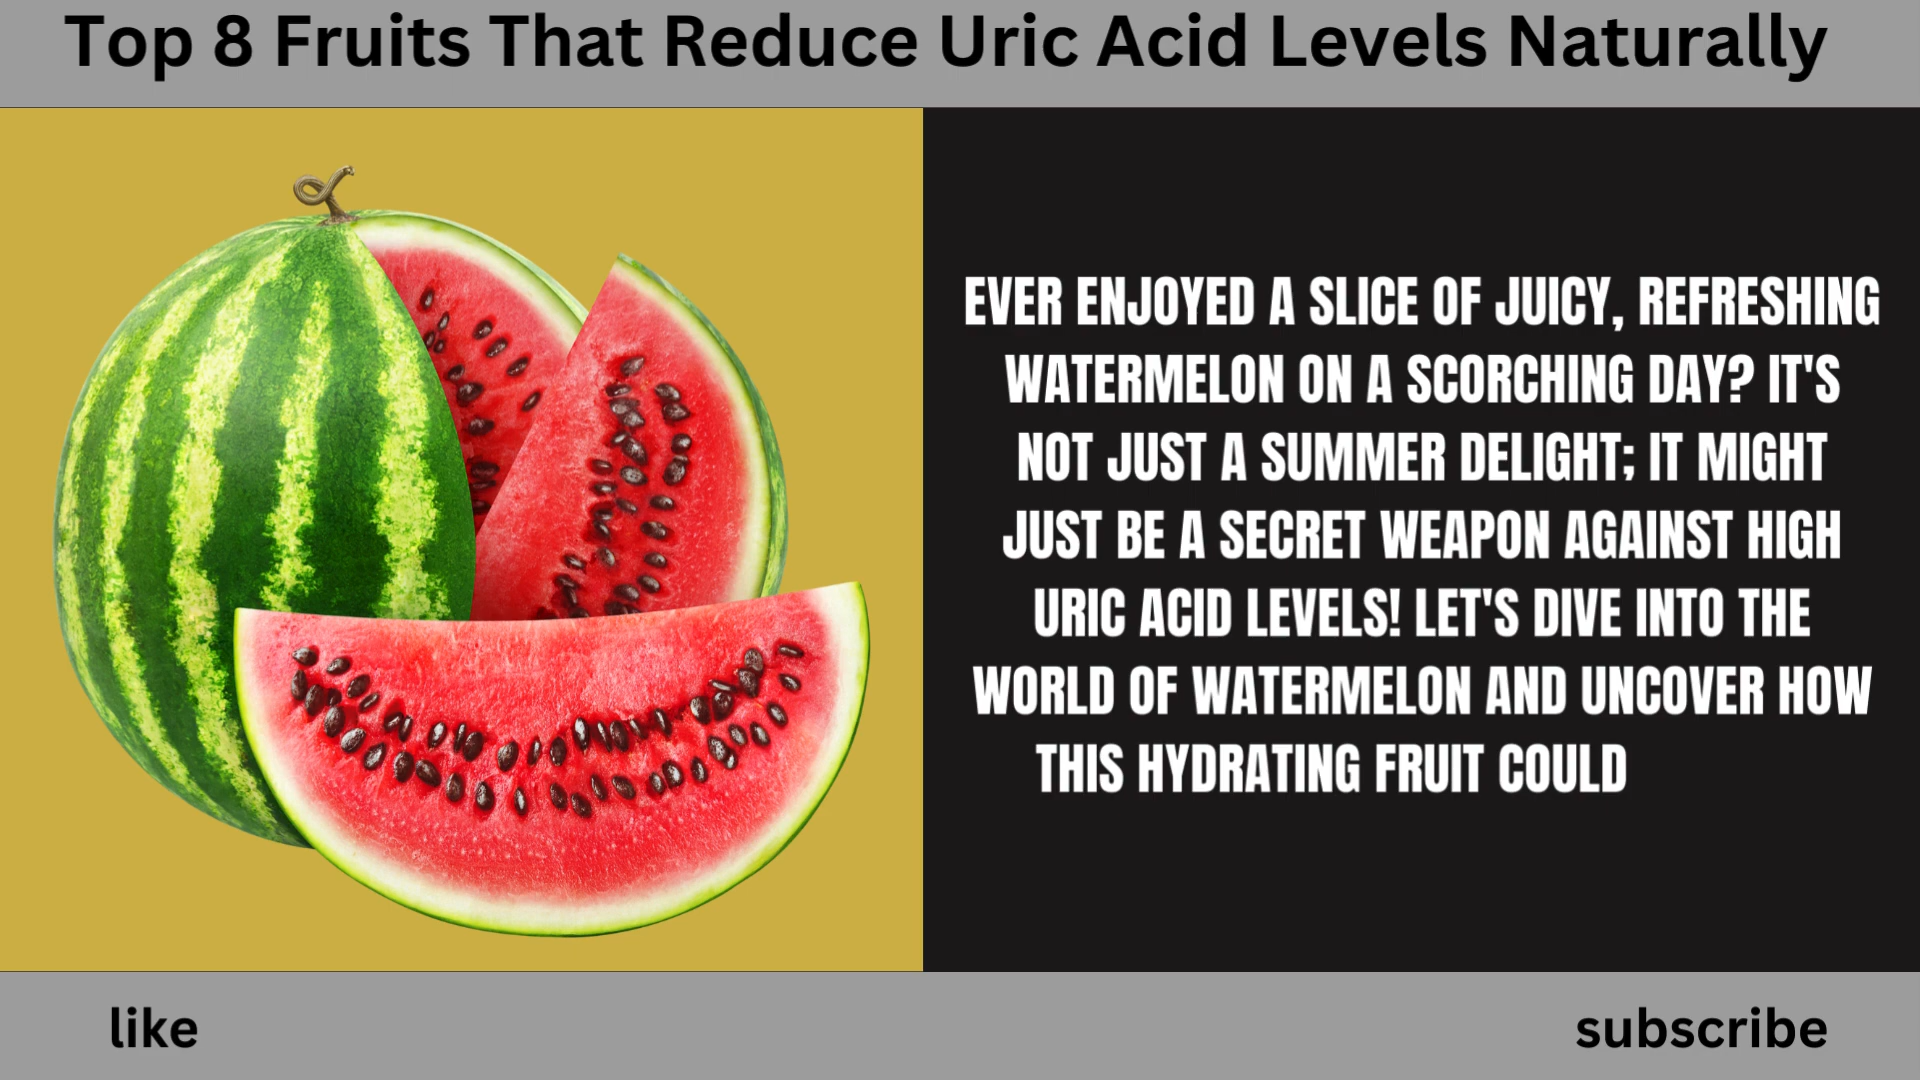 Top 8 Fruits That Reduce Uric Acid Levels Naturally
EVER ENJOYED A SLICE OF JUICY, REFRESHING
WATERMELON ON A SCORCHING DAY? IT'S
NOT JUST A SUMMER DELIGHT; IT MIGHT
JUST BE A SECRET WEAPON AGAINST HIGH
URIC ACID LEVELS! LET'S DIVE INTO THE
WORLD OF WATERMELON AND UNCOVER HOW
THIS HYDRATING FRUIT COULD
like
subscribe